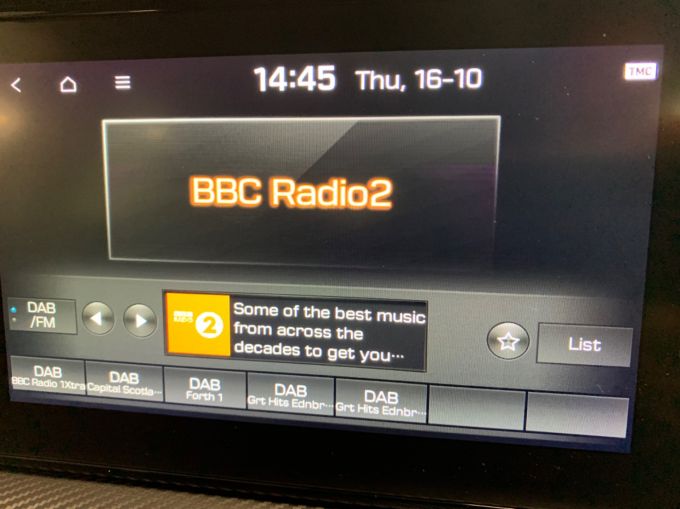 14:45 Thu, 16-10
TMC
BBC Radio2
DAB
/FM
BBC
RADIO
2
Some of the best music
from across the
decades to get you...
List
DAB
BBC Radio 1Xtra
DAB
Capital Scotla...
DAB
Forth 1
DAB
Grt Hits Ednbr...
DAB
Grt Hits Ednbr...